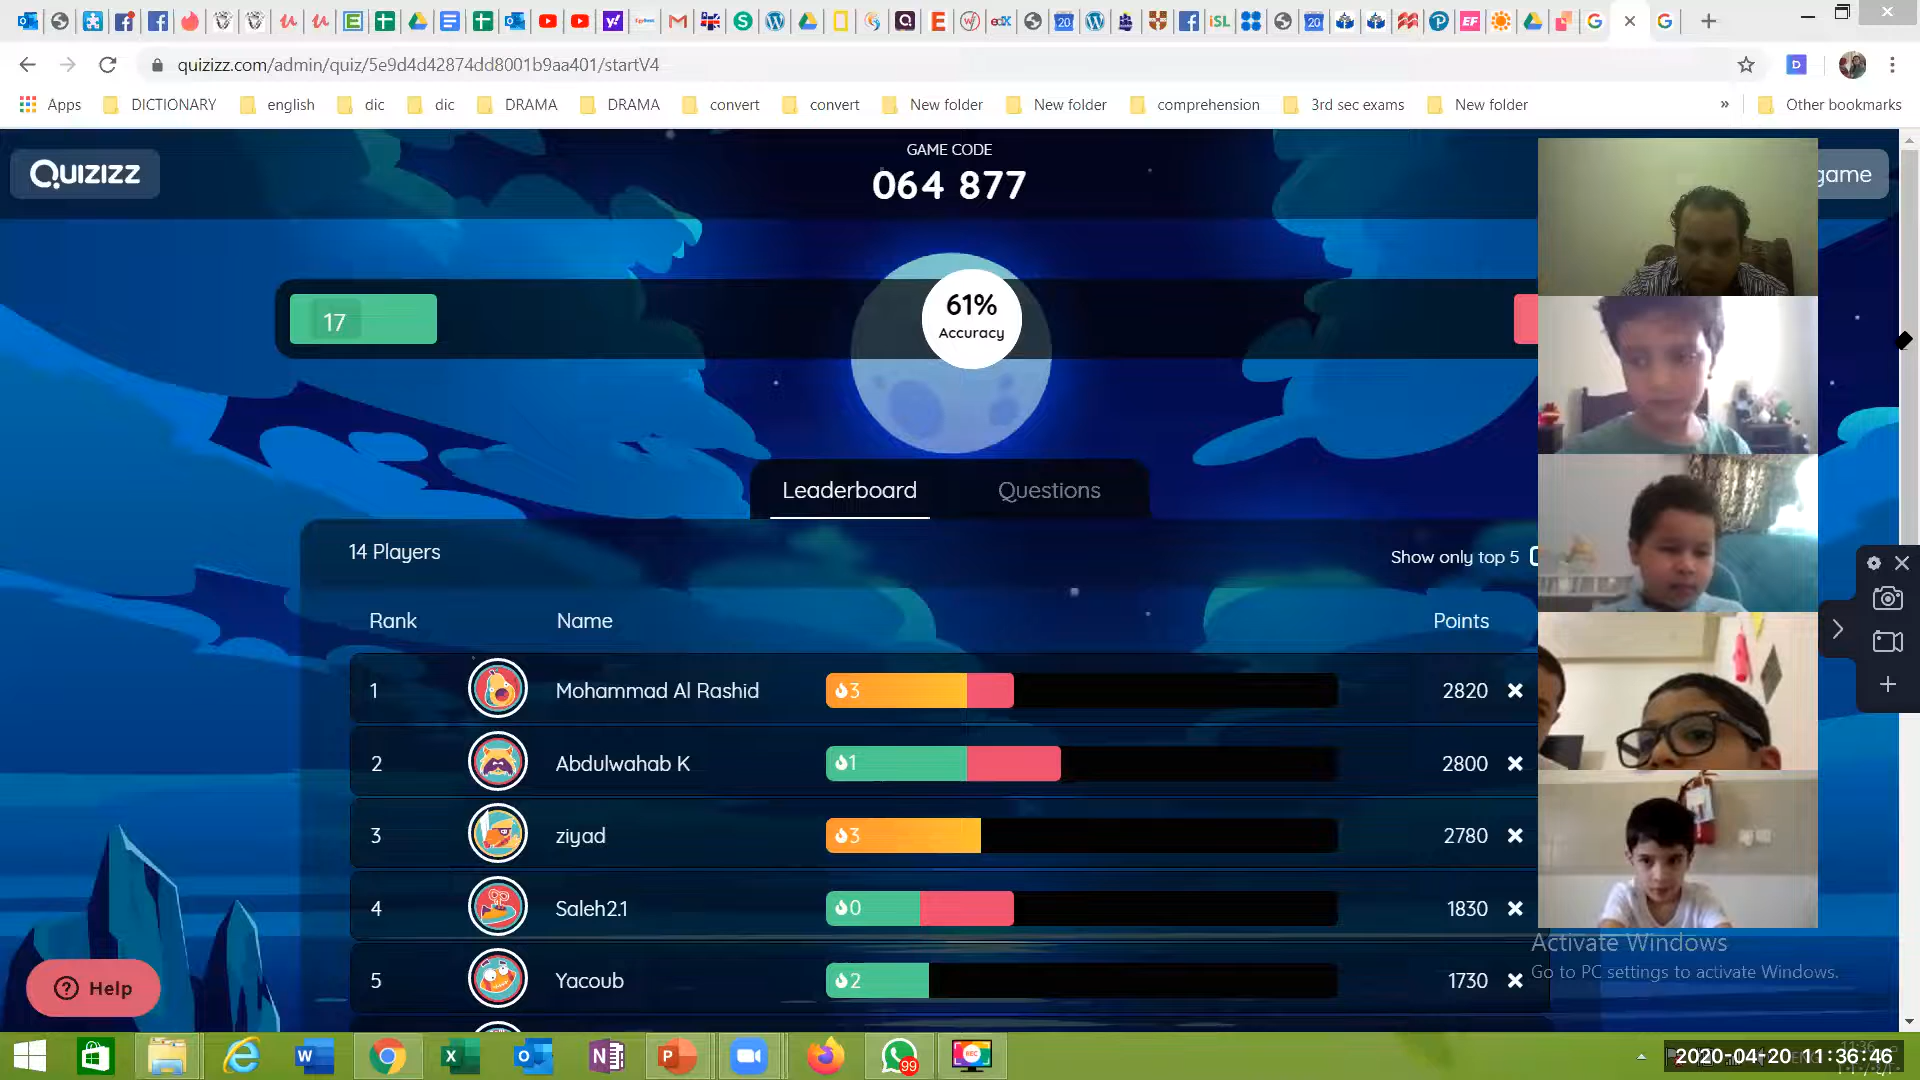 quizizz.com/admin/quiz/5e9d4d42874dd8001b9aa401/startV4
Apps DICTIONARY english dic dic DRAMA DRAMA convert convert New folder New folder comprehension 3rd sec exams New folder » Other bookmarks
QUIZIZZ
GAME CODE
064 877
game
17
61%
Accuracy
Leaderboard Questions
14 Players
Show only top 5
Rank Name Points
1 Mohammad Al Rashid 3 2820
2 Abdulwahab K 1 2800
3 ziyad 3 2780
4 Saleh2.1 0 1830
5 Yacoub 2 1730
Help
Activate Windows
Go to PC settings to activate Windows.
99
REC
2020-04-20 11:36:46